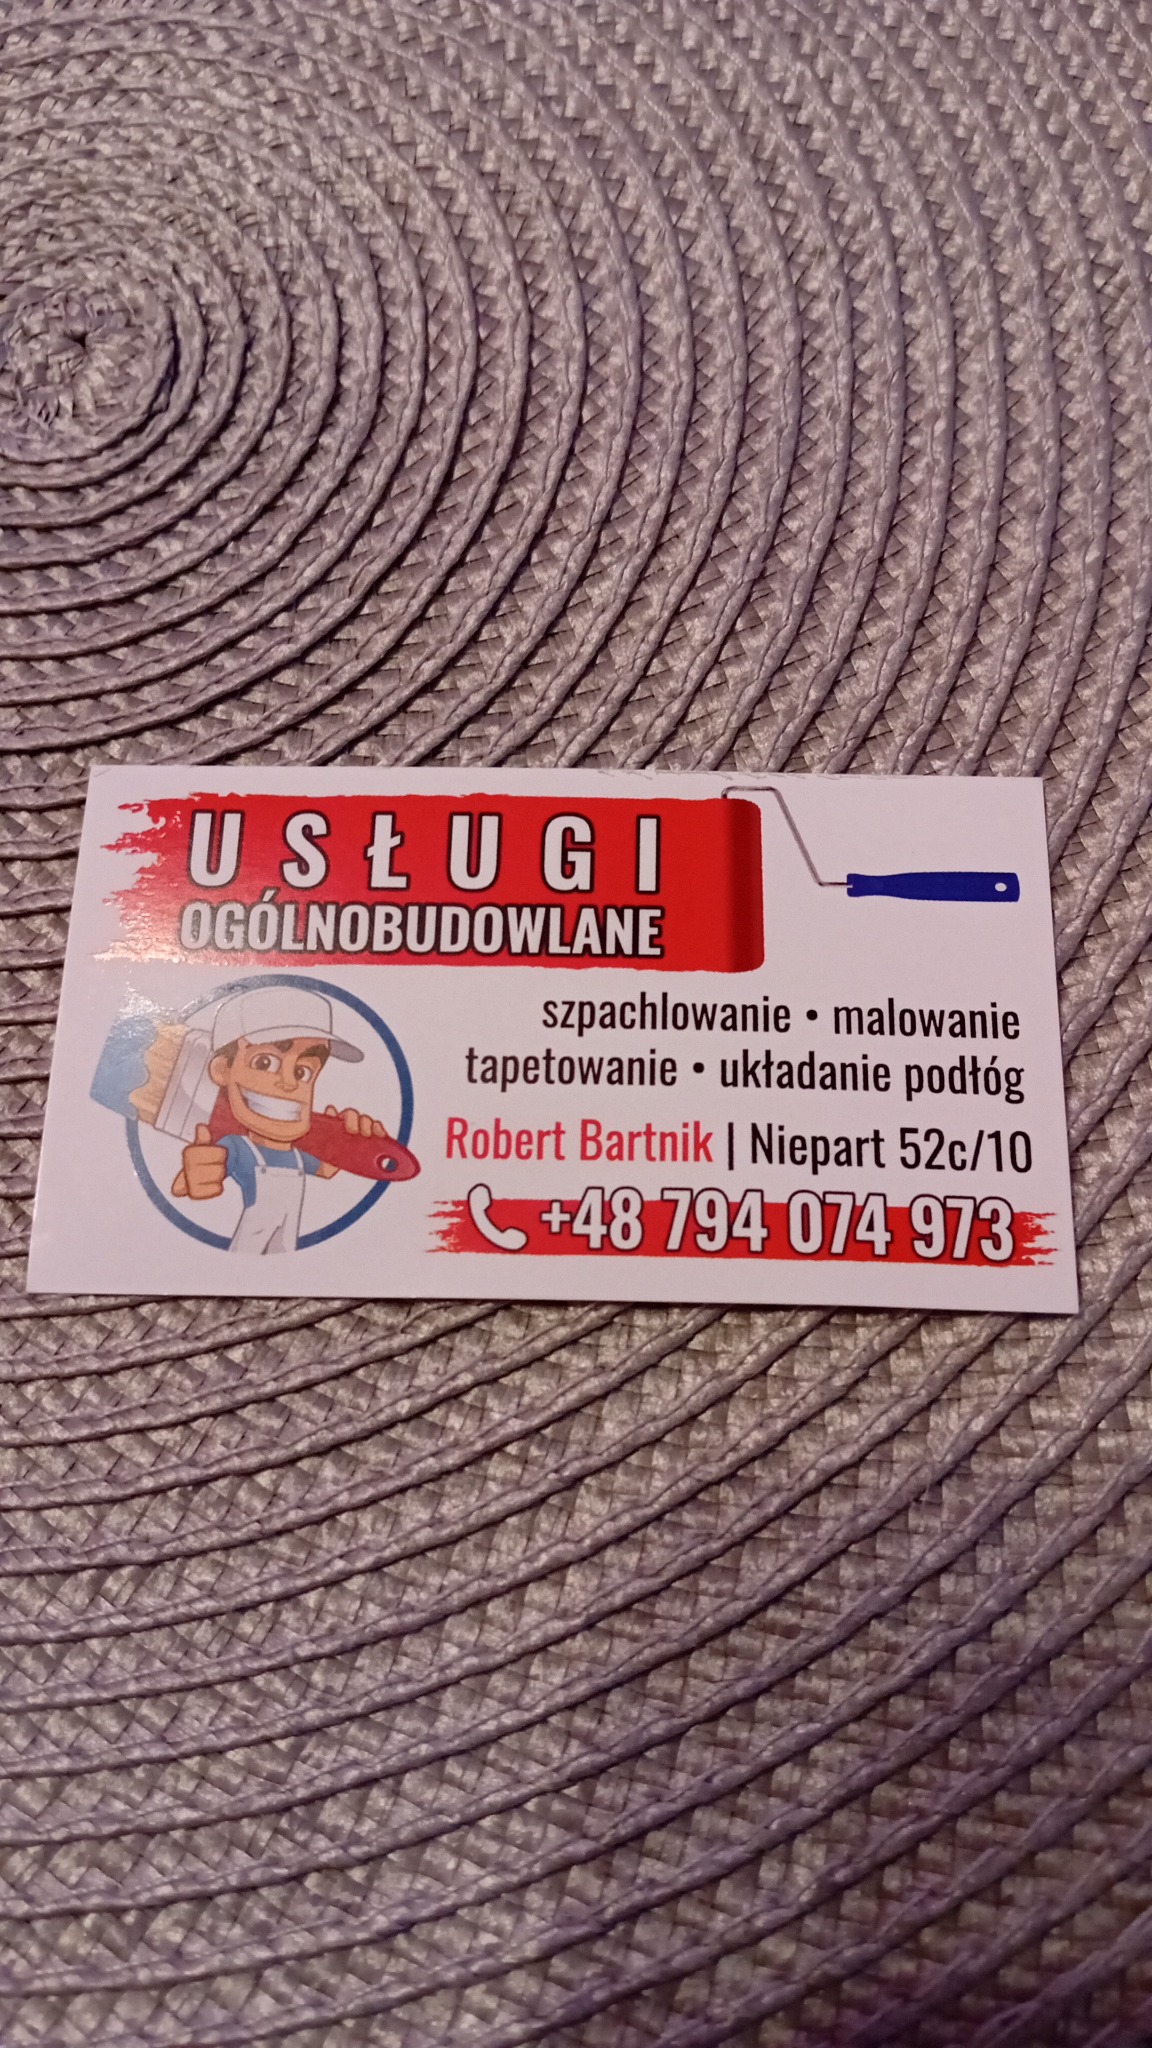 USŁUGI
OGÓLNOBUDOWLANE
szpachlowanie • malowanie
tapetowanie • układanie podłóg
Robert Bartnik | Niepart 52c/10
+48 794 074 973